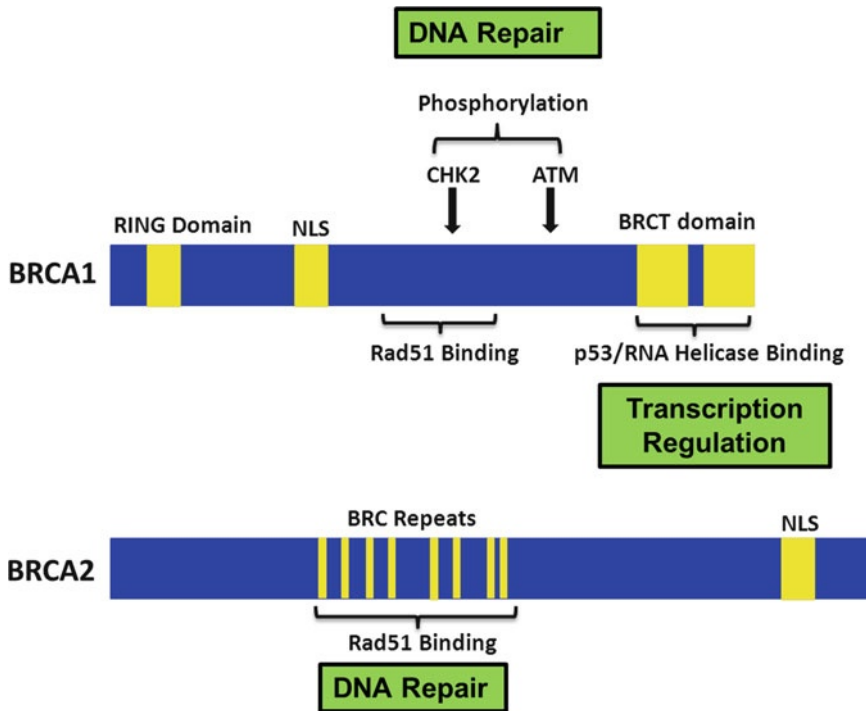 DNA Repair
Phosphorylation
CHK2 ATM
RING Domain NLS BRCT domain
BRCA1
Rad51 Binding p53/RNA Helicase Binding
Transcription
Regulation
BRC Repeats NLS
BRCA2
Rad51 Binding
DNA Repair